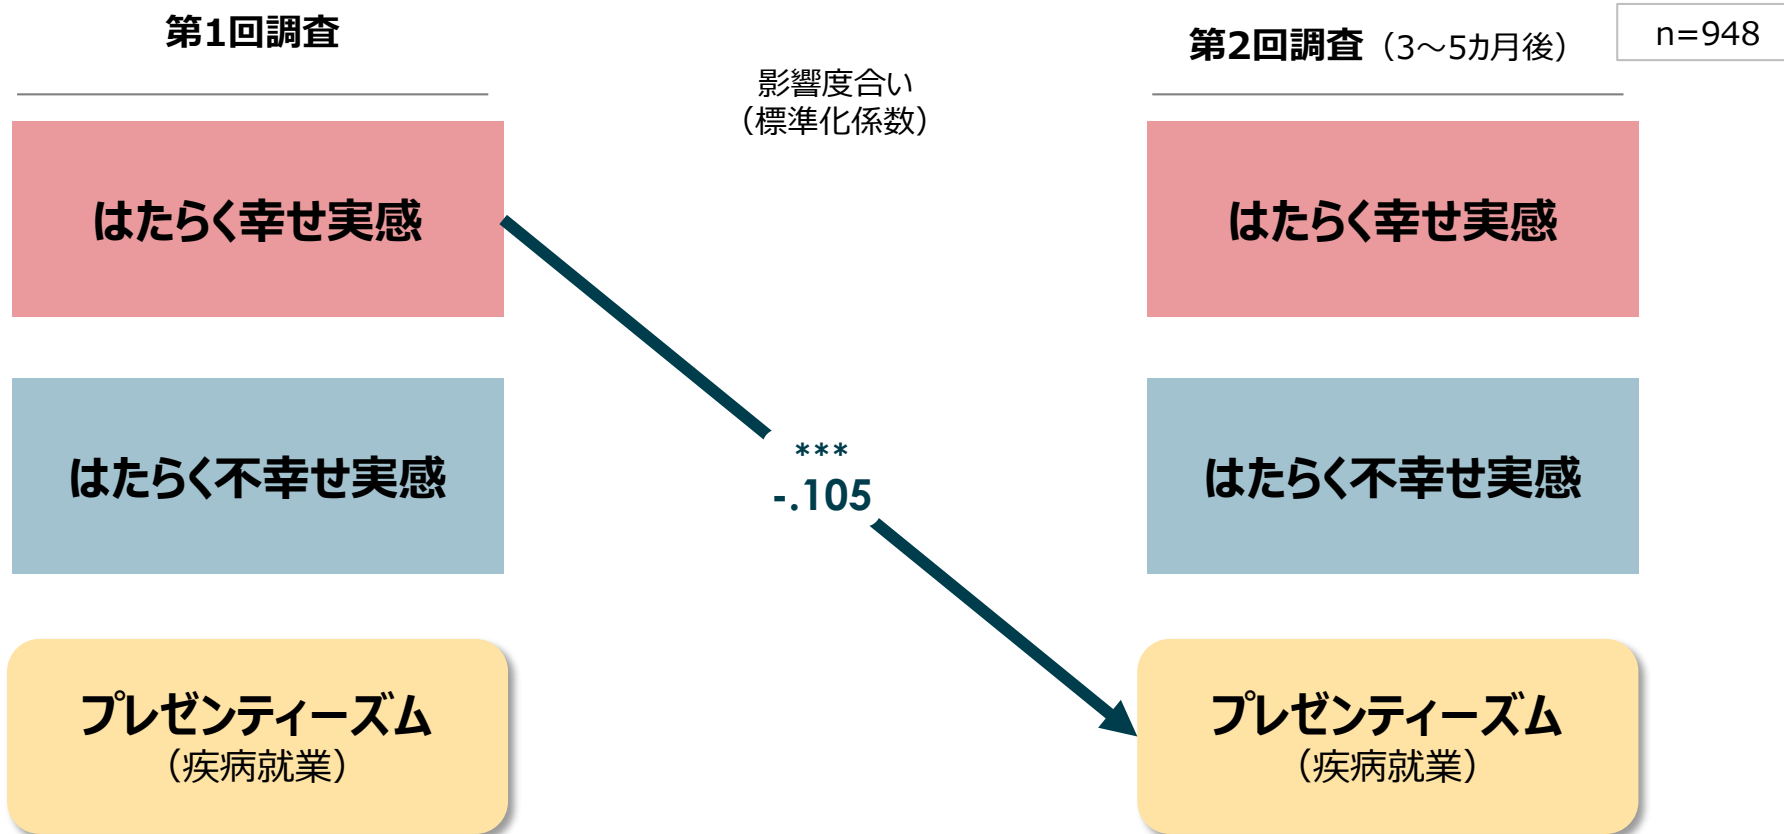 第1回調査
第2回調査（3～5カ月後）
n=948
影響度合い
（標準化係数）
はたらく幸せ実感
はたらく幸せ実感
はたらく不幸せ実感
***
-.105
はたらく不幸せ実感
プレゼンティーズム
（疾病就業）
プレゼンティーズム
（疾病就業）